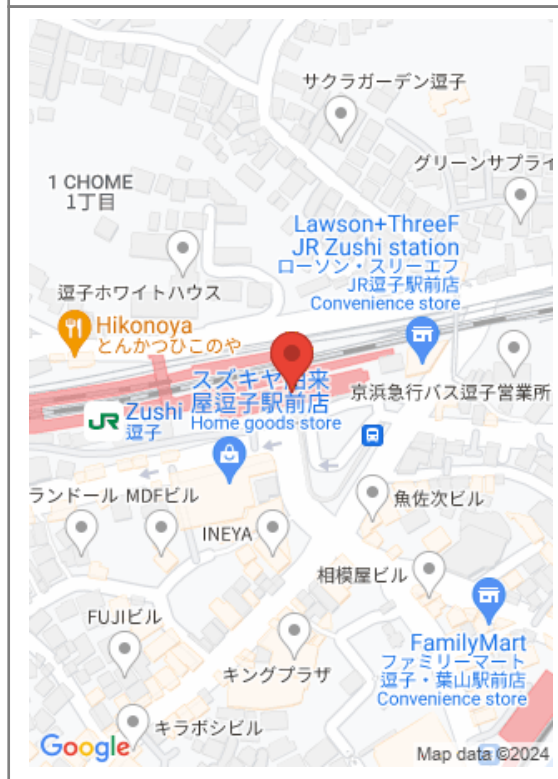 サクラガーデン逗子
グリーンサプライ
1 CHOME
1丁目
Lawson+ThreeF
JR Zushi station
ローソン・スリーエフ
JR逗子駅前店
Convenience store
逗子ホワイトハウス
Hikonoya
とんかつひこのや
スズキヤ 来
屋逗子駅前店
Home goods store
京浜急行バス逗子営業所
JR
Zushi
逗子
ランドール
MDFビル
魚佐次ビル
INEYA
相模屋ビル
FUJIビル
FamilyMart
ファミリーマート
逗子・葉山駅前店
Convenience store
キングプラザ
キラボシビル
Google
Map data ©2024